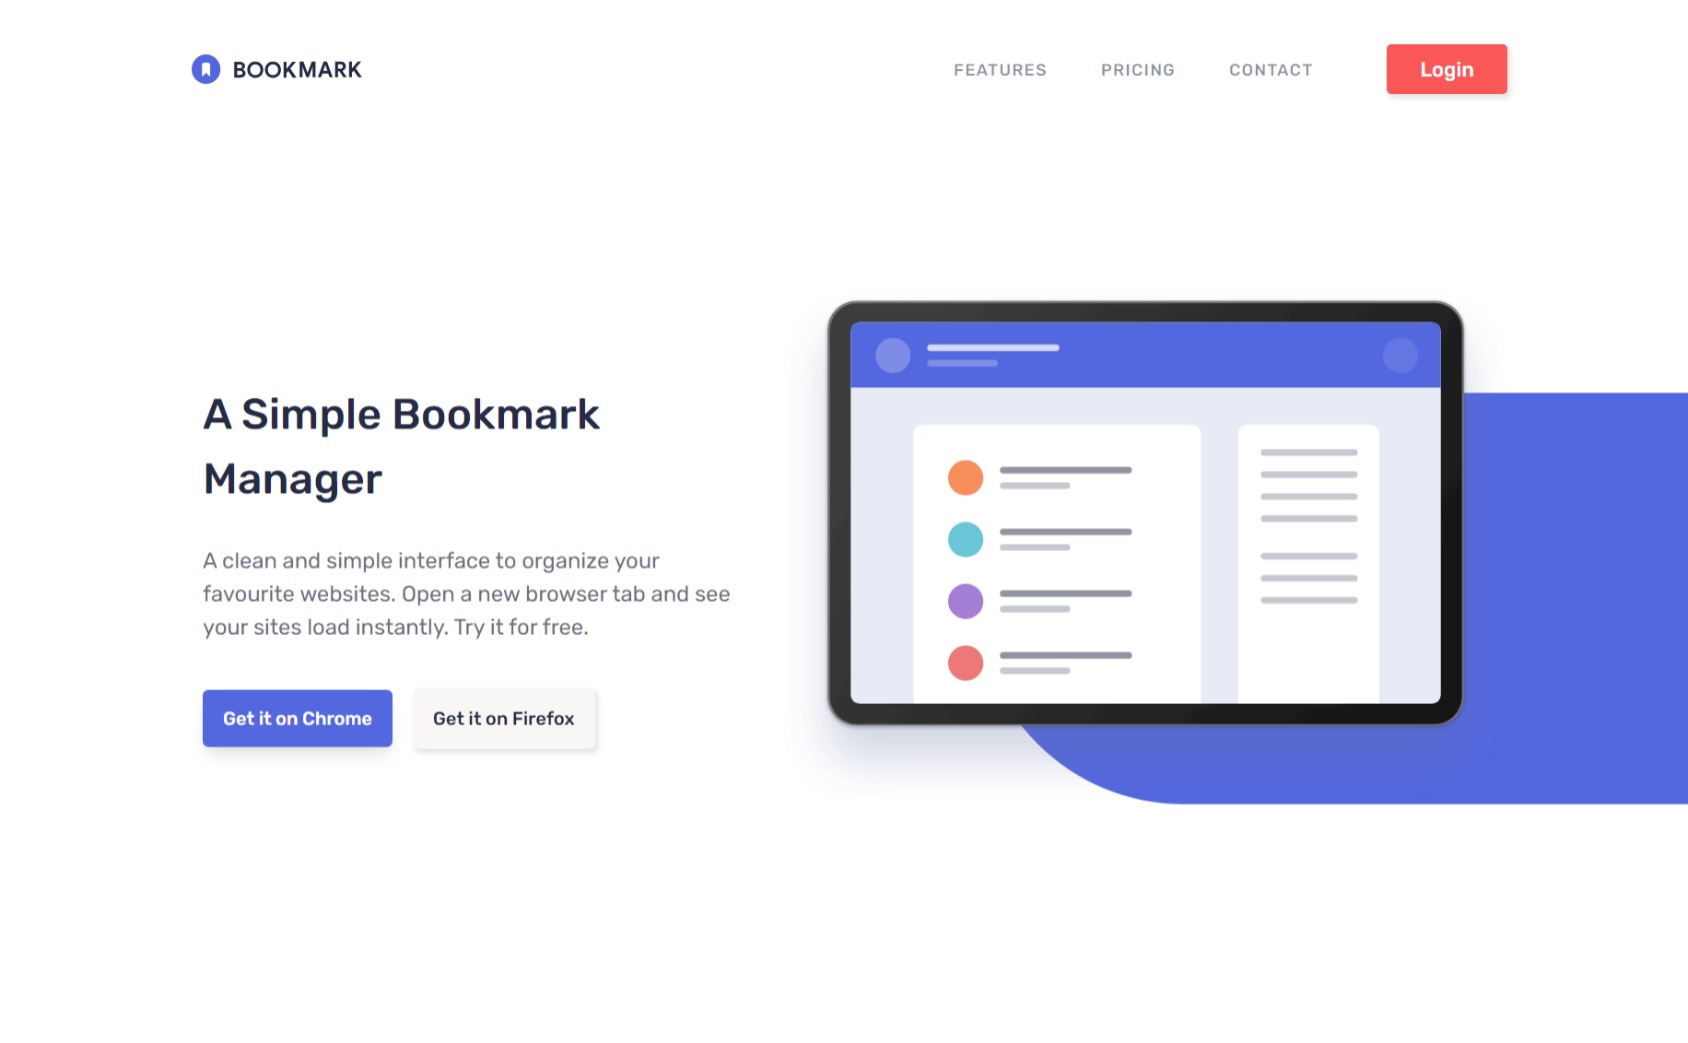 BOOKMARK
FEATURES PRICING CONTACT Login
A Simple Bookmark
Manager
A clean and simple interface to organize your
favourite websites. Open a new browser tab and see
your sites load instantly. Try it for free.
Get it on Chrome Get it on Firefox